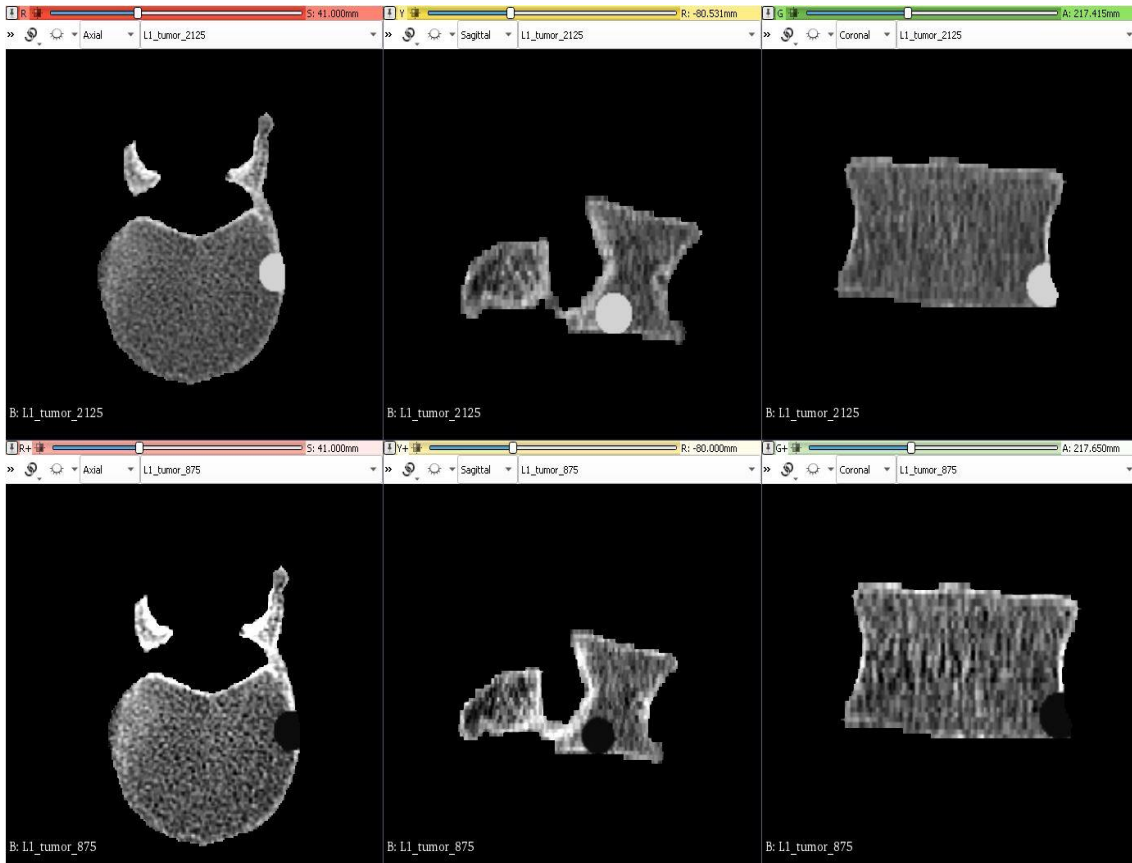 R S: 41.000mm Y R: -80.531mm G A: 217.415mm
» Axial L1_tumor_2125 » Sagittal L1_tumor_2125 » Coronal L1_tumor_2125
B: L1_tumor_2125 B: L1_tumor_2125 B: L1_tumor_2125
R+ S: 41.000mm Y+ R: -80.000mm G+ A: 217.650mm
» Axial L1_tumor_875 » Sagittal L1_tumor_875 » Coronal L1_tumor_875
B: L1_tumor_875 B: L1_tumor_875 B: L1_tumor_875